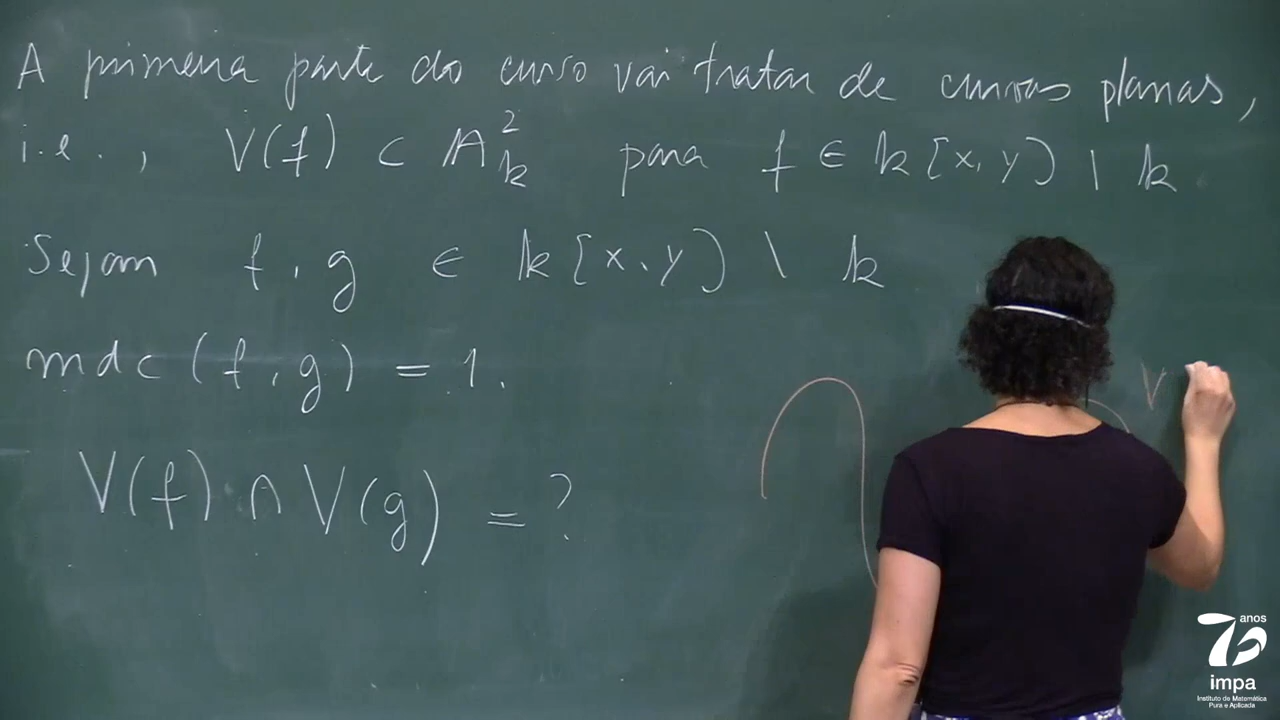 A primeira parte do curso vai tratar de curvas planas,
i.e., V(f) ⊂ 𝔸²_k para f ∈ k[x,y] \ k
Sejam f, g ∈ k[x,y] \ k
mdc(f,g) = 1.
V(f) ∩ V(g) = ?
V
70 anos
impa
Instituto de Matemática
Pura e Aplicada